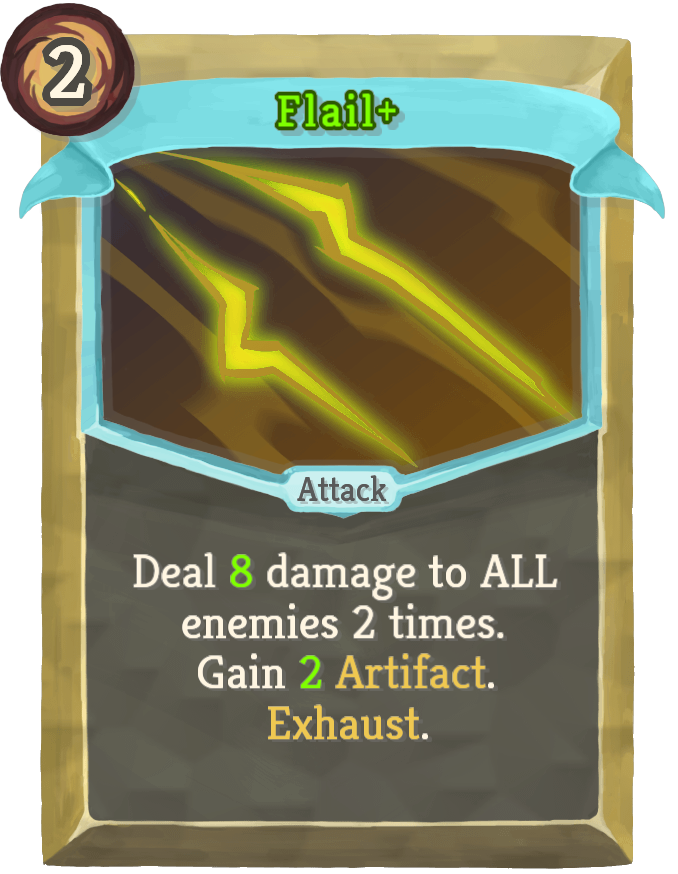 2
Flail+
Attack
Deal 8 damage to ALL
enemies 2 times.
Gain 2 Artifact.
Exhaust.